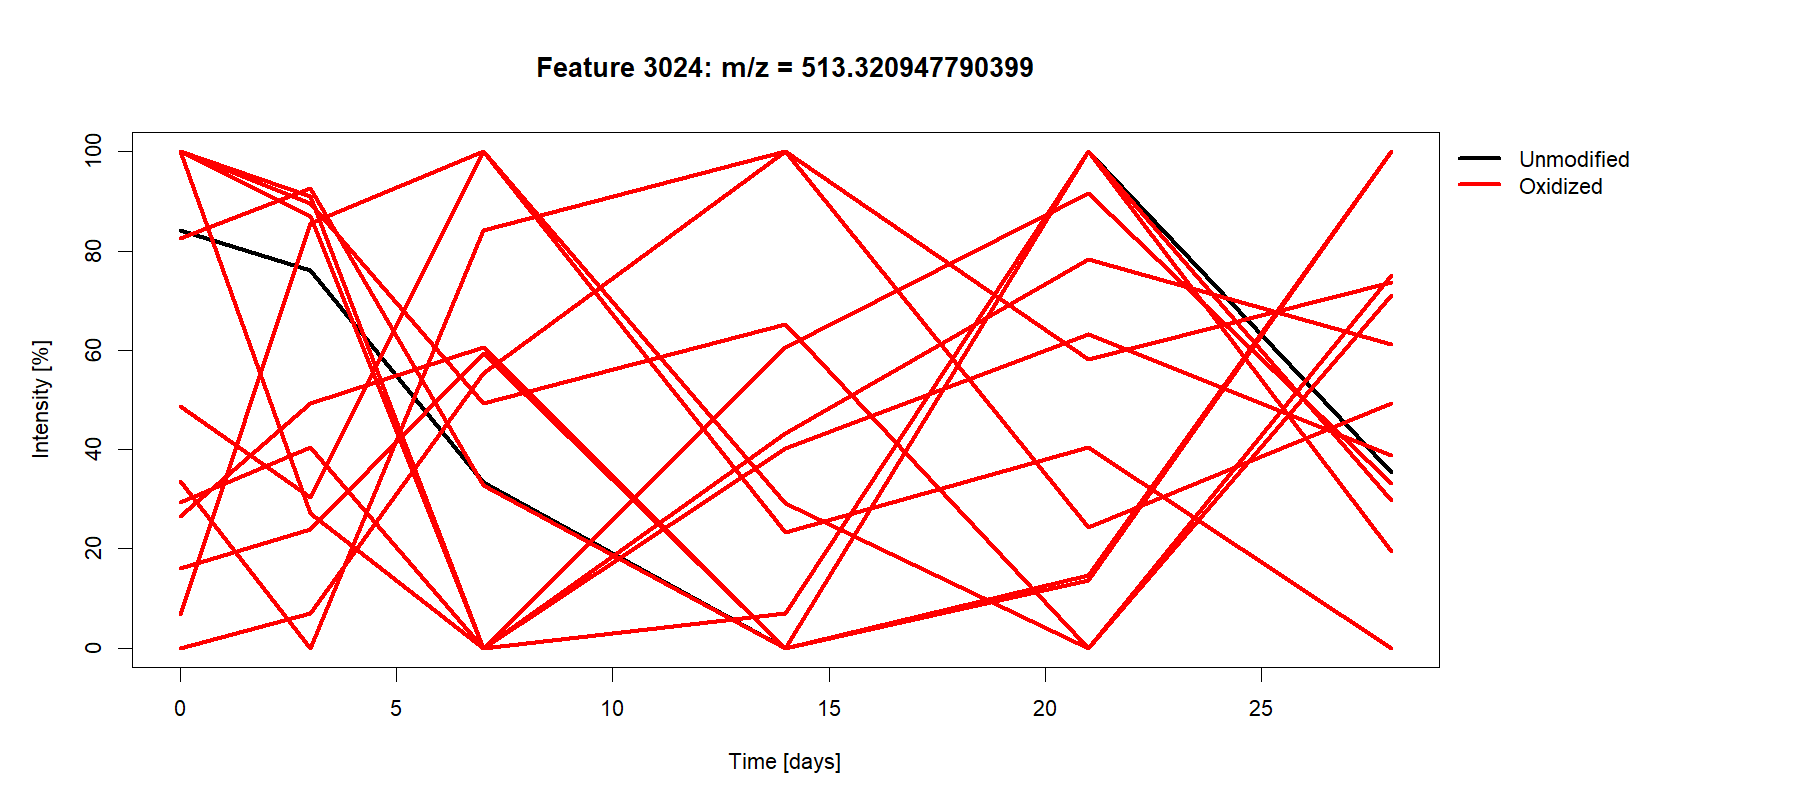 Feature 3024: m/z = 513.320947790399
Unmodified
Oxidized
100
80
60
40
20
0
Intensity [%]
0 5 10 15 20 25
Time [days]